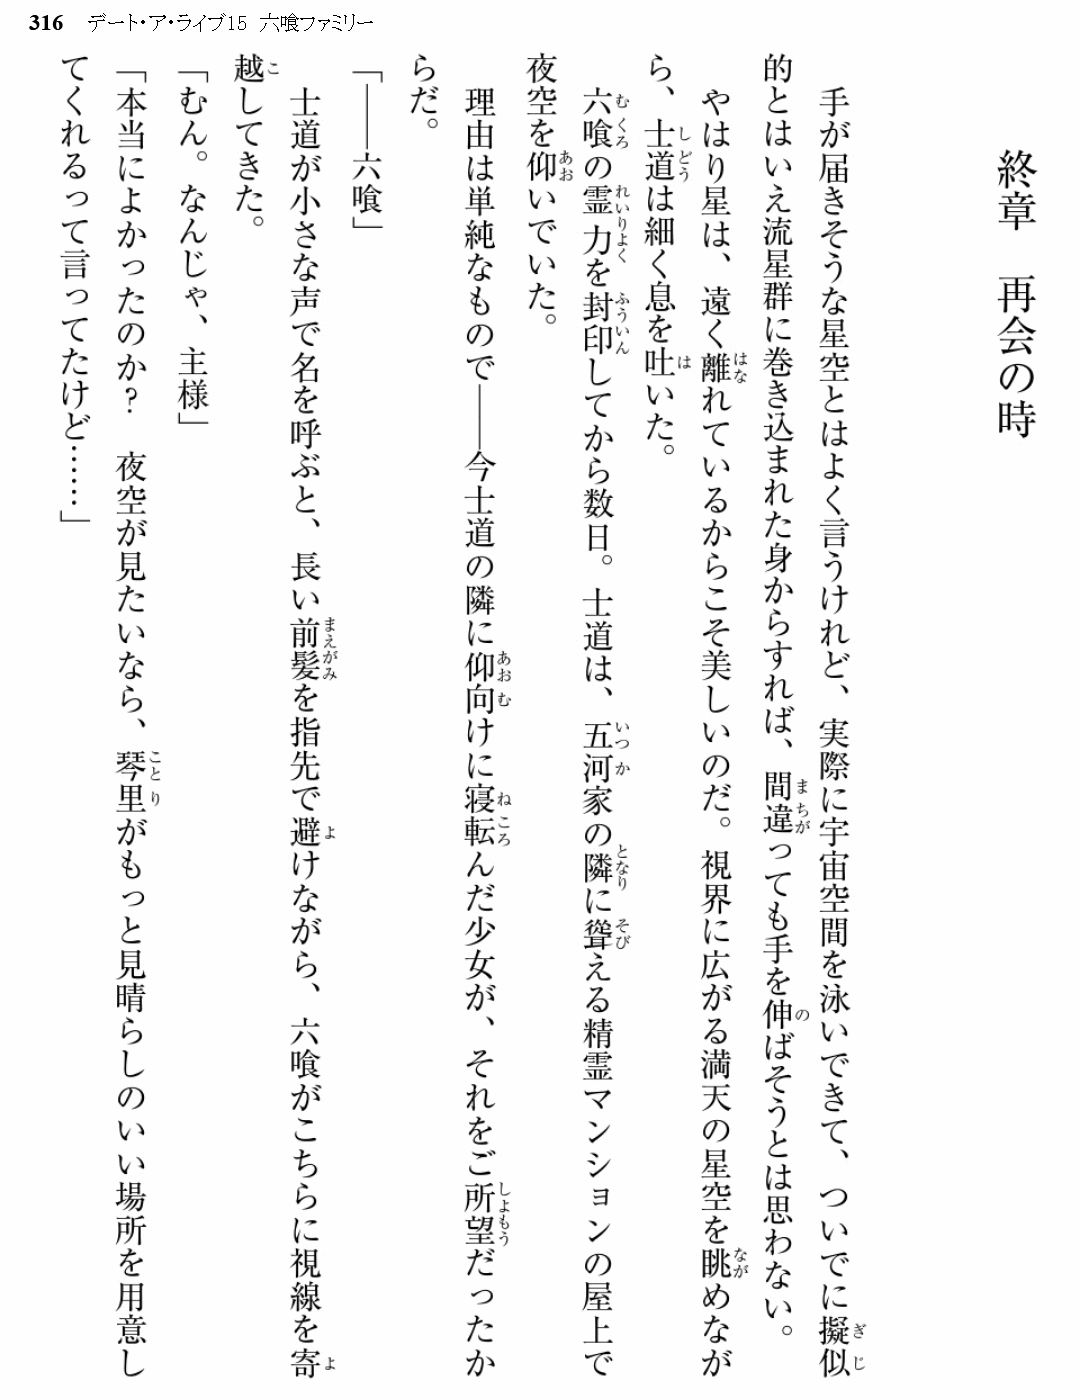 316 デート・ア・ライブ15 六喰ファミリー
終章　再会の時
　手が届きそうな星空とはよく言うけれど、実際に宇宙空間を泳いできて、ついでに擬似
的とはいえ流星群に巻き込まれた身からすれば、間違っても手を伸ばそうとは思わない。
　やはり星は、遠く離れているからこそ美しいのだ。視界に広がる満天の星空を眺めなが
ら、士道は細く息を吐いた。
　六喰の霊力を封印してから数日。士道は、五河家の隣に聳える精霊マンションの屋上で
夜空を仰いでいた。
　理由は単純なもので――今士道の隣に仰向けに寝転んだ少女が、それをご所望だったか
らだ。
「――六喰」
　士道が小さな声で名を呼ぶと、長い前髪を指先で避けながら、六喰がこちらに視線を寄
越してきた。
「むん。なんじゃ、主様」
「本当によかったのか？　夜空が見たいなら、琴里がもっと見晴らしのいい場所を用意し
てくれるって言ってたけど……」